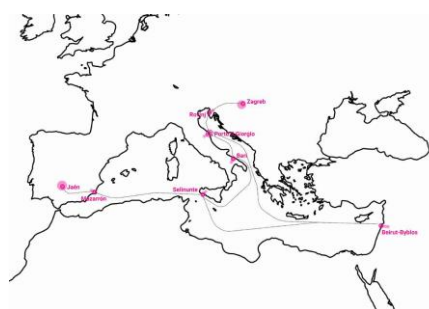 Zagreb
Rovinj
Porto S.Giorgio
Bari
Jaén
Mazarrón
Selinunte
Beirut-Byblos